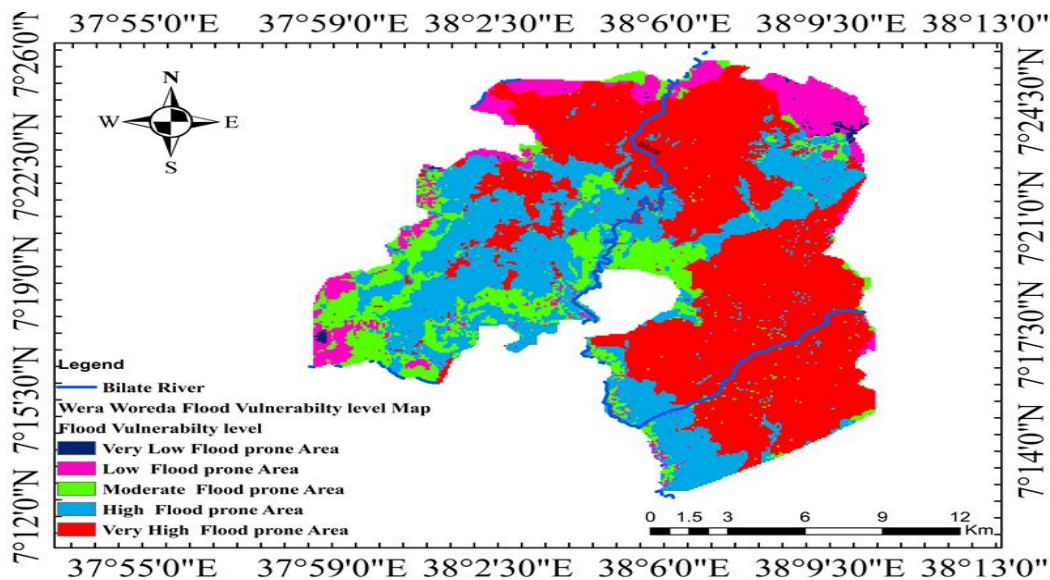 37°55'0"E 37°59'0"E 38°2'30"E 38°6'0"E 38°9'30"E 38°13'0"
7°26'0"N
7°22'30"N
7°19'0"N
7°15'30"N
7°12'0"N
N
W E
S
7°24'30"N
7°21'0"N
7°17'30"N
7°14'0"N
Legend
Bilate River
Wera Woreda Flood Vulnerabilty level Map
Flood Vulnerability level
Very Low Flood prone Area
Low Flood prone Area
Moderate Flood prone Area
High Flood prone Area
Very High Flood prone Area
0 1.5 3 6 9 12
Km
37°55'0"E 37°59'0"E 38°2'30"E 38°6'0"E 38°9'30"E 38°13'0"E